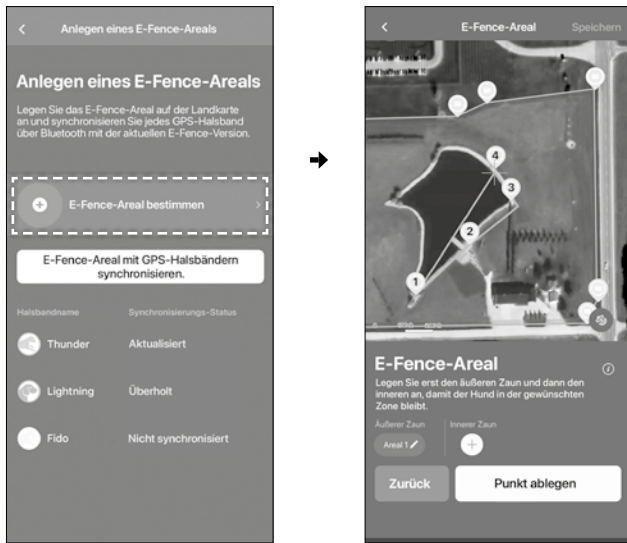 Anlegen eines E-Fence-Areals
Anlegen eines E-Fence-Areals
Legen Sie das E-Fence-Areal auf der Landkarte
an und synchronisieren Sie jedes GPS-Halsband
über Bluetooth mit der aktuellen E-Fence-Version.
E-Fence-Areal bestimmen
E-Fence-Areal mit GPS-Halsbändern
synchronisieren.
Halsbandname Synchronisierungs-Status
Thunder Aktualisiert
Lightning Überholt
Fido Nicht synchronisiert
E-Fence-Areal Speichern
4
3
2
1
0
E-Fence-Areal
Legen Sie erst den äußeren Zaun und dann den
inneren an, damit der Hund in der gewünschten
Zone bleibt.
Äußerer Zaun Innerer Zaun
Areal 1
Zurück Punkt ablegen